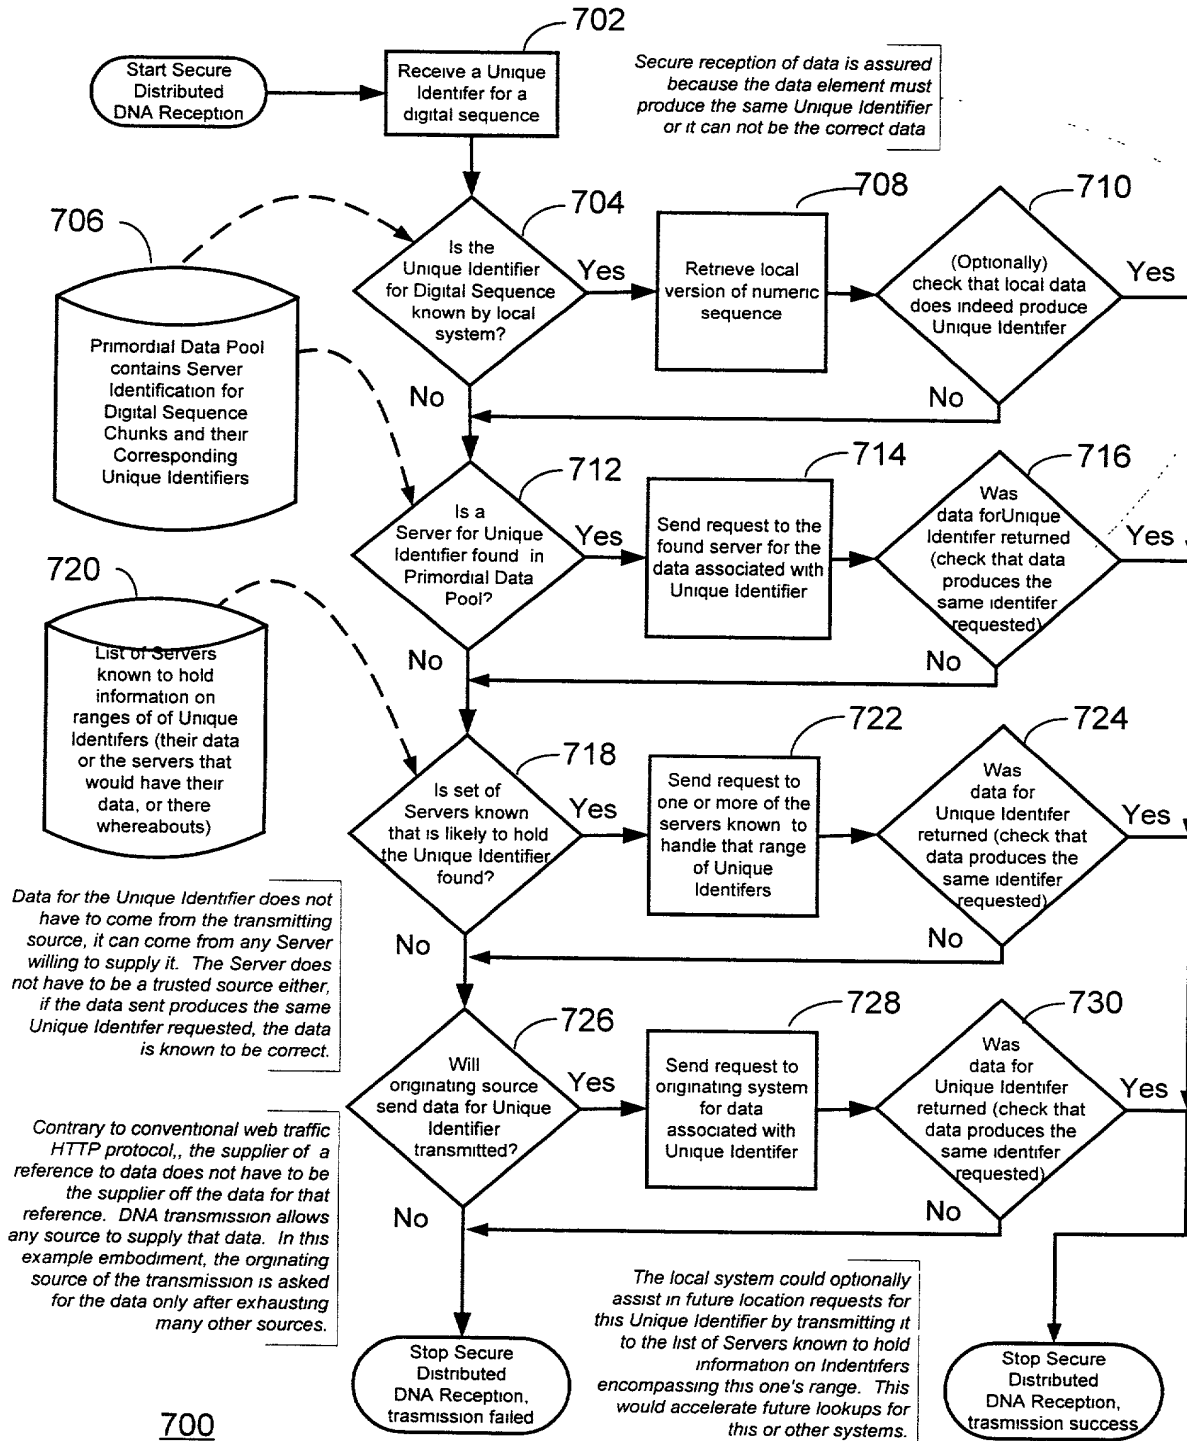 702
Start Secure
Distributed
DNA Reception
Receive a Unique
Identifer for a
digital sequence
Secure reception of data is assured
because the data element must
produce the same Unique Identifier
or it can not be the correct data
706
704
708
710
Is the
Unique Identifier
for Digital Sequence
known by local
system?
Yes
Retrieve local
version of numeric
sequence
(Optionally)
check that local data
does indeed produce
Unique Identifer
Yes
No
No
Primordial Data Pool
contains Server
Identification for
Digital Sequence
Chunks and their
Corresponding
Unique Identifiers
712
714
716
Is a
Server for Unique
Identifier found in
Primordial Data
Pool?
Yes
Send request to the
found server for the
data associated with
Unique Identifier
Was
data forUnique
Identifer returned
(check that data
produces the
same identifer
requested)
Yes
No
No
720
List of Servers
known to hold
information on
ranges of of Unique
Identifers (their data
or the servers that
would have their
data, or there
whereabouts)
718
722
724
Is set of
Servers known
that is likely to hold
the Unique Identifier
found?
Yes
Send request to
one or more of the
servers known to
handle that range
of Unique
Identifers
Was
data for
Unique Identifer
returned (check that
data produces the
same identifer
requested)
Yes
No
No
Data for the Unique Identifier does not
have to come from the transmitting
source, it can come from any Server
willing to supply it. The Server does
not have to be a trusted source either,
if the data sent produces the same
Unique Identifer requested, the data
is known to be correct.
726
728
730
Will
originating source
send data for Unique
Identifier
transmitted?
Yes
Send request to
originating system
for data
associated with
Unique Identifer
Was
data for
Unique Identifer
returned (check that
data produces the
same identifer
requested)
Yes
No
No
Contrary to conventional web traffic
HTTP protocol,, the supplier of a
reference to data does not have to be
the supplier off the data for that
reference. DNA transmission allows
any source to supply that data. In this
example embodiment, the orginating
source of the transmission is asked
for the data only after exhausting
many other sources.
The local system could optionally
assist in future location requests for
this Unique Identifier by transmitting it
to the list of Servers known to hold
information on Indentifers
encompassing this one's range. This
would accelerate future lookups for
this or other systems.
Stop Secure
Distributed
DNA Reception,
trasmission failed
Stop Secure
Distributed
DNA Reception,
trasmission success
700